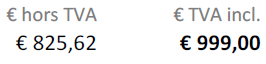 € hors TVA € TVA incl.
€ 825,62 € 999,00